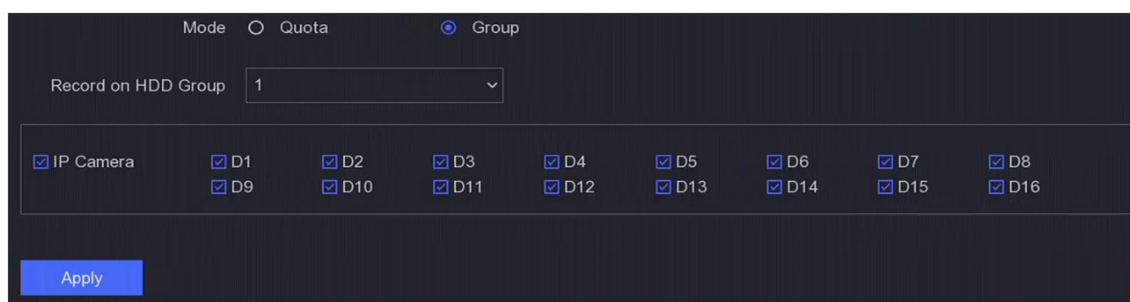 Mode Quota Group
Record on HDD Group 1
IP Camera D1 D2 D3 D4 D5 D6 D7 D8
D9 D10 D11 D12 D13 D14 D15 D16
Apply